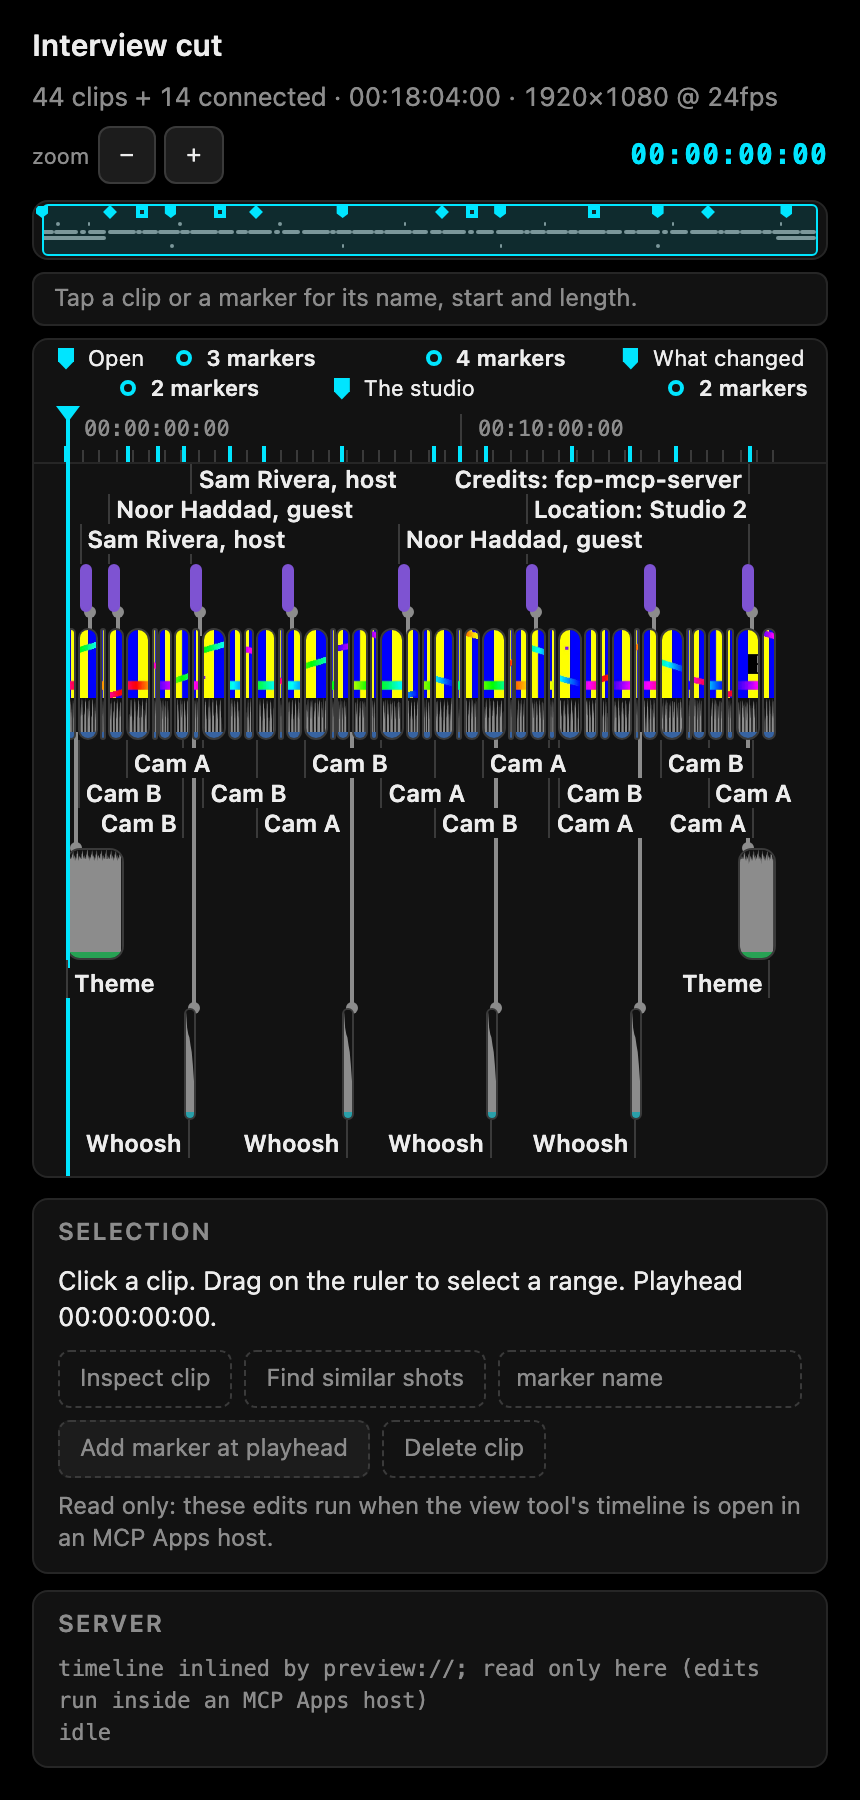 Interview cut
44 clips + 14 connected · 00:18:04:00 · 1920×1080 @ 24fps
zoom − + 00:00:00:00
Tap a clip or a marker for its name, start and length.
Open 3 markers 4 markers What changed
2 markers The studio 2 markers
00:00:00:00 00:10:00:00
Sam Rivera, host Credits: fcp-mcp-server
Noor Haddad, guest Location: Studio 2
Sam Rivera, host Noor Haddad, guest
Cam A Cam B Cam A Cam B
Cam B Cam B Cam A Cam B Cam A
Cam B Cam A Cam B Cam A Cam A
Theme Theme
Whoosh Whoosh Whoosh Whoosh
SELECTION
Click a clip. Drag on the ruler to select a range. Playhead
00:00:00:00.
Inspect clip Find similar shots marker name
Add marker at playhead Delete clip
Read only: these edits run when the view tool's timeline is open in
an MCP Apps host.
SERVER
timeline inlined by preview://; read only here (edits
run inside an MCP Apps host)
idle